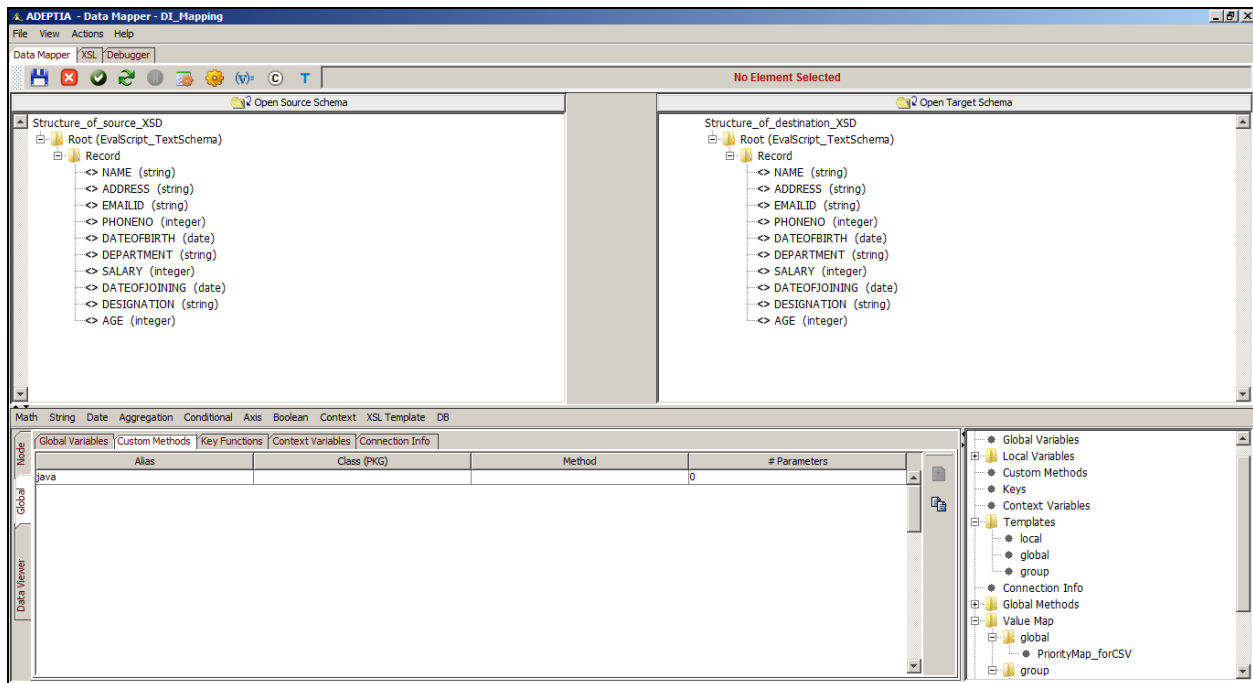 ADEPTIA - Data Mapper - DI_Mapping
File View Actions Help
Data Mapper XSL Debugger
(v)= C T No Element Selected
Open Source Schema
Open Target Schema
Structure_of_source_XSD
Root (EvalScript_TextSchema)
Record
<> NAME (string)
<> ADDRESS (string)
<> EMAILID (string)
<> PHONENO (integer)
<> DATEOFBIRTH (date)
<> DEPARTMENT (string)
<> SALARY (integer)
<> DATEOFJOINING (date)
<> DESIGNATION (string)
<> AGE (integer)
Structure_of_destination_XSD
Root (EvalScript_TextSchema)
Record
<> NAME (string)
<> ADDRESS (string)
<> EMAILID (string)
<> PHONENO (integer)
<> DATEOFBIRTH (date)
<> DEPARTMENT (string)
<> SALARY (integer)
<> DATEOFJOINING (date)
<> DESIGNATION (string)
<> AGE (integer)
Math String Date Aggregation Conditional Axis Boolean Context XSL Template DB
Node
Global
Data Viewer
Global Variables Custom Methods Key Functions Context Variables Connection Info
Alias Class (PKG) Method # Parameters
java 0
Global Variables
Local Variables
Custom Methods
Keys
Context Variables
Templates
local
global
group
Connection Info
Global Methods
Value Map
global
PriorityMap_forCSV
group